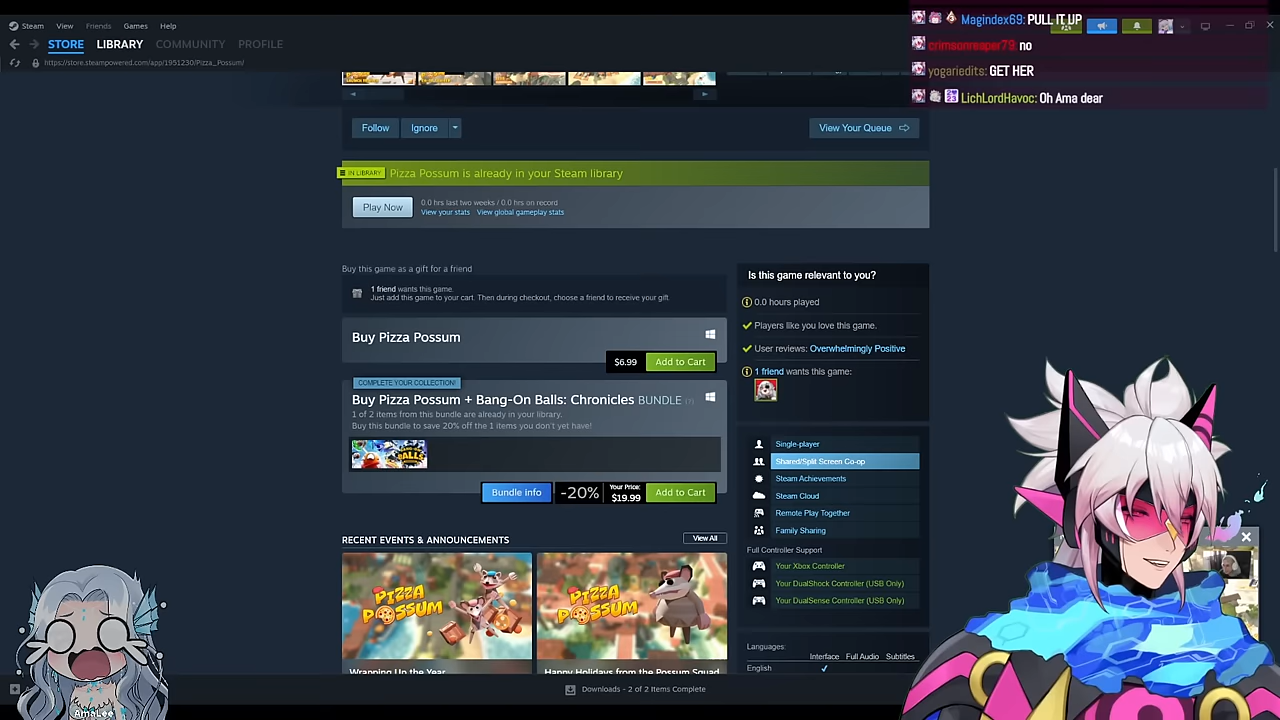 Steam View Friends Games Help
STORE LIBRARY COMMUNITY PROFILE
https://store.steampowered.com/app/1951230/Pizza_Possum/
Magindex69: PULL IT UP
crimsonreaper79: no
yogariedits: GET HER
LichLordHavoc: Oh Ama dear
Follow Ignore View Your Queue
IN LIBRARY Pizza Possum is already in your Steam library
Play Now
0.0 hrs last two weeks / 0.0 hrs on record
View your stats View global gameplay stats
Buy this game as a gift for a friend
1 friend wants this game.
Just add this game to your cart. Then during checkout, choose a friend to receive your gift.
Buy Pizza Possum
$6.99 Add to Cart
COMPLETE YOUR COLLECTION!
Buy Pizza Possum + Bang-On Balls: Chronicles BUNDLE (?)
1 of 2 items from this bundle are already in your library.
Buy this bundle to save 20% off the 1 items you don't yet have!
BALLS
Bundle info -20% Your Price: $19.99 Add to Cart
RECENT EVENTS & ANNOUNCEMENTS View All
PIZZA POSSUM
PIZZA POSSUM
Wrapping Up the Year
Happy Holidays from the Possum Squad
Is this game relevant to you?
0.0 hours played
Players like you love this game.
User reviews: Overwhelmingly Positive
1 friend wants this game:
Single-player
Shared/Split Screen Co-op
Steam Achievements
Steam Cloud
Remote Play Together
Family Sharing
Full Controller Support
Your Xbox Controller
Your DualShock Controller (USB Only)
Your DualSense Controller (USB Only)
Languages:
Interface Full Audio Subtitles
English
Downloads - 2 of 2 Items Complete
AmaLee